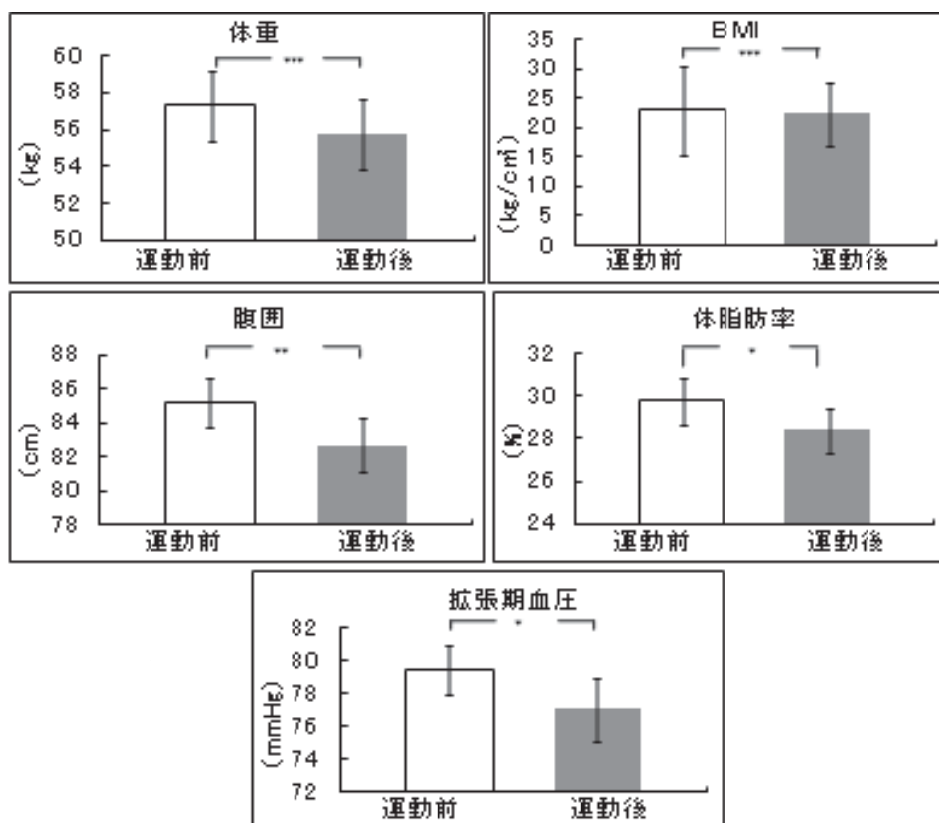 体重
***
60
58
56
54
52
50
(kg)
運動前 運動後
BMI
***
35
30
25
20
15
10
5
0
(kg/c㎡)
運動前 運動後
腹囲
**
88
86
84
82
80
78
(cm)
運動前 運動後
体脂肪率
*
32
30
28
26
24
(%)
運動前 運動後
拡張期血圧
*
82
80
78
76
74
72
(mmHg)
運動前 運動後